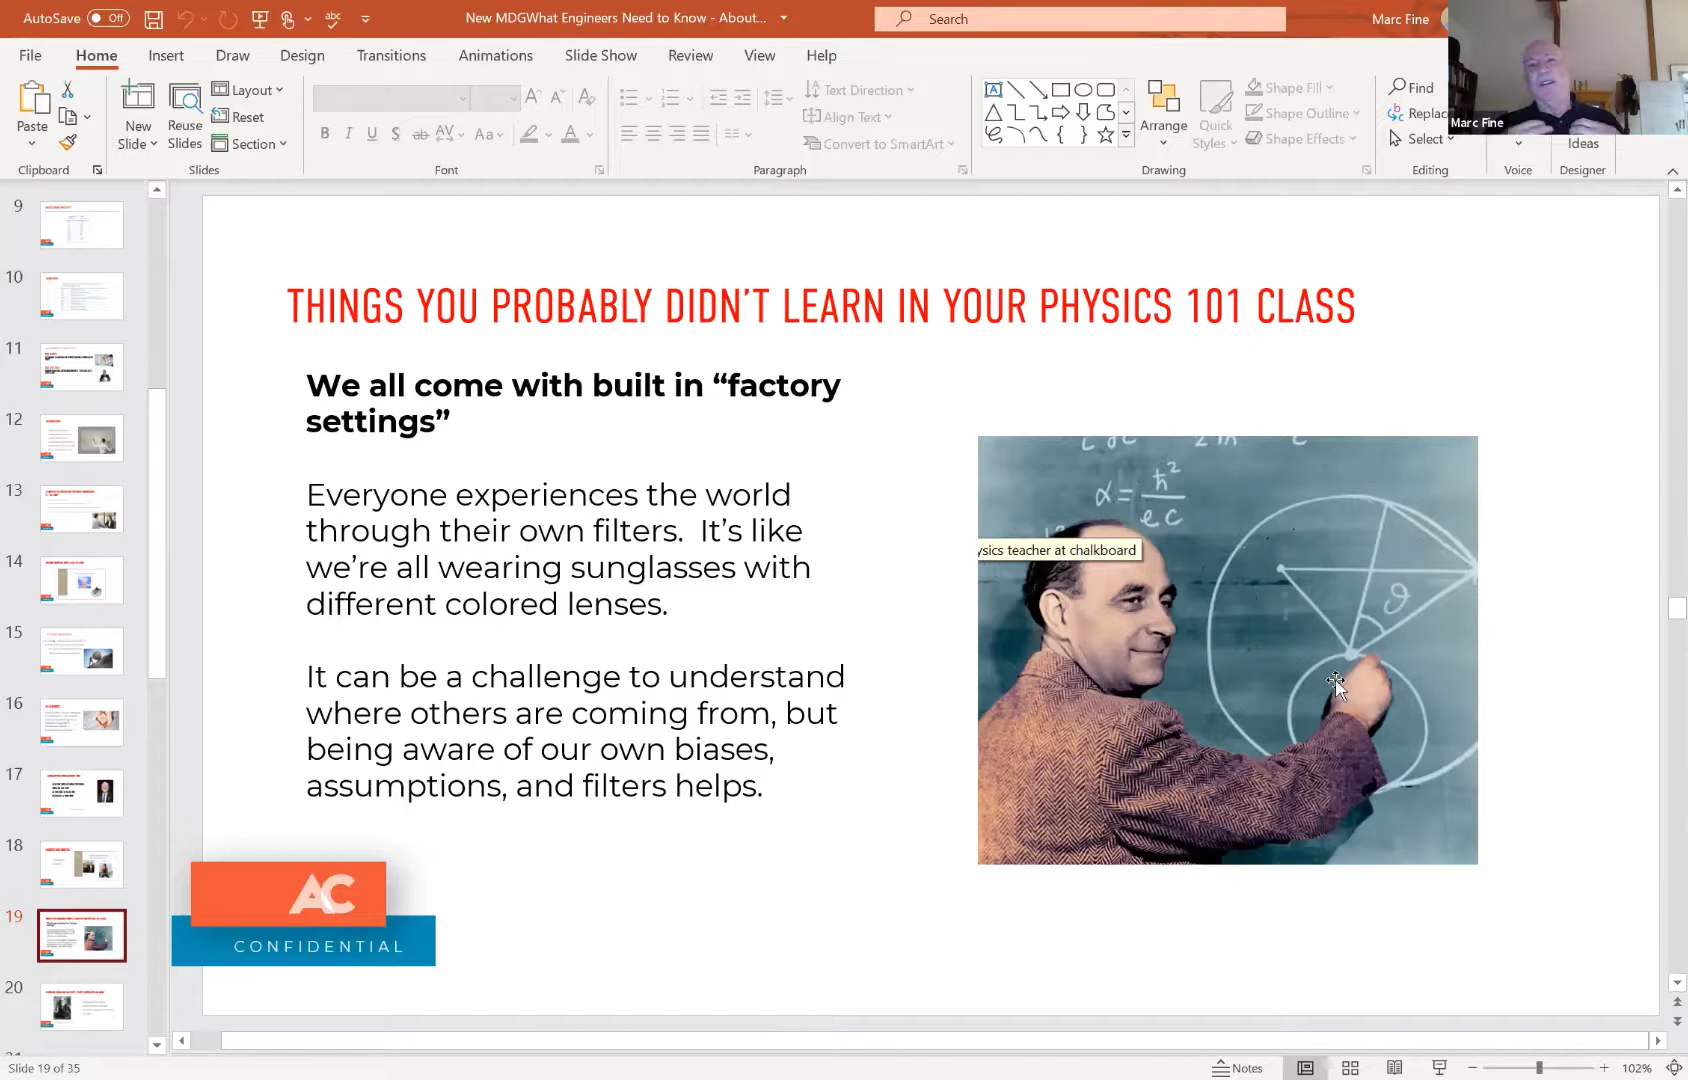 AutoSave Off
New MDGWhat Engineers Need to Know - About...
Search
Marc Fine
File Home Insert Draw Design Transitions Animations Slide Show Review View Help
Paste
New Slide
Reuse Slides
Layout
Reset
Section
B I U S ab AV Aa A
Text Direction
Align Text
Convert to SmartArt
Arrange
Quick Styles
Shape Fill
Shape Outline
Shape Effects
Find
Replac
Select
Marc Fine
Ideas
Clipboard Slides Font Paragraph Drawing Editing Voice Designer
9
10
11
12
13
14
15
16
17
18
19
20
THINGS YOU PROBABLY DIDN’T LEARN IN YOUR PHYSICS 101 CLASS
We all come with built in “factory
settings”
Everyone experiences the world
through their own filters. It’s like
we’re all wearing sunglasses with
different colored lenses.
It can be a challenge to understand
where others are coming from, but
being aware of our own biases,
assumptions, and filters helps.
α = ħ² / ec
ysics teacher at chalkboard
ϑ
AC
CONFIDENTIAL
Slide 19 of 35
Notes
102%